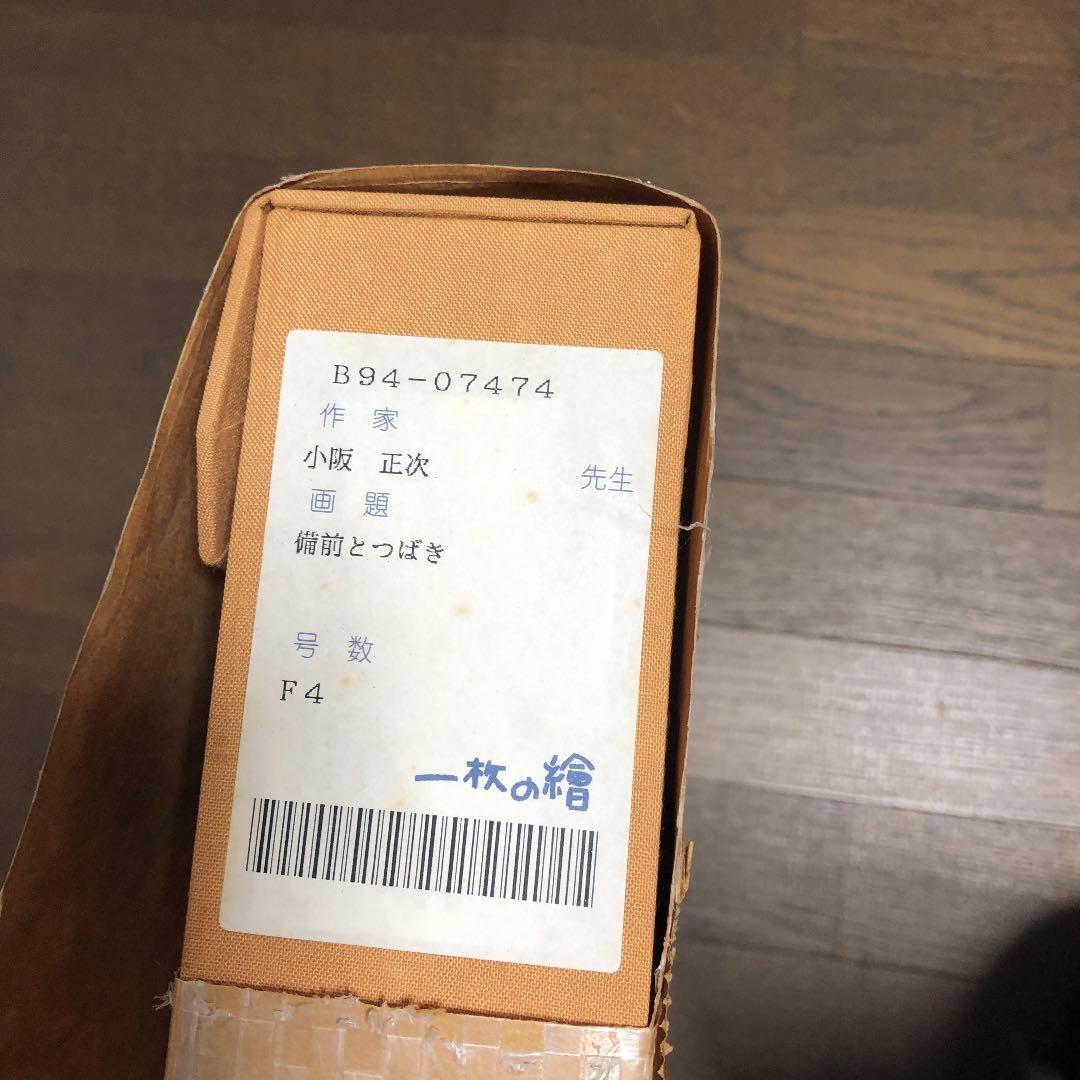 B94-07474
作 家
小阪 正次 先生
画 題
備前とつばき
号 数
F4
一枚の繪